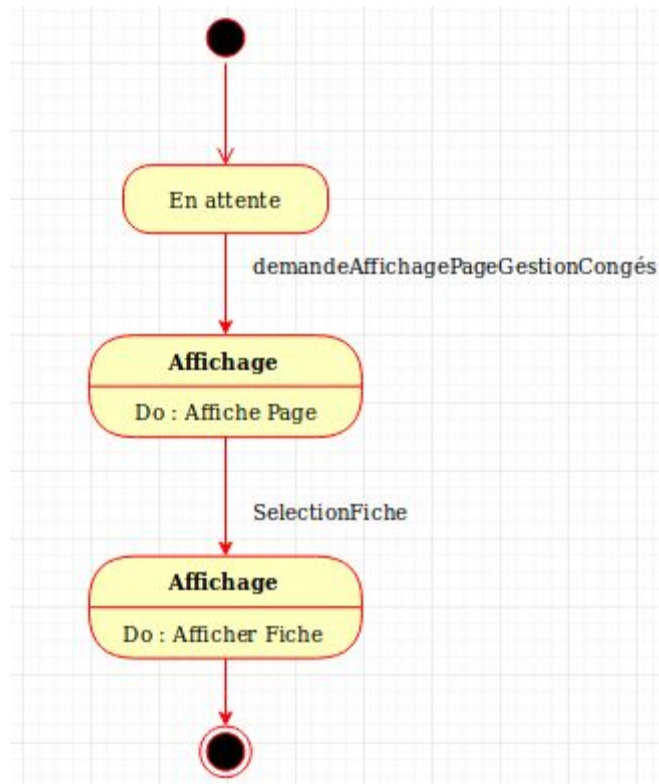 En attente
demandeAffichagePageGestionCongés
Affichage
Do : Affiche Page
SelectionFiche
Affichage
Do : Afficher Fiche